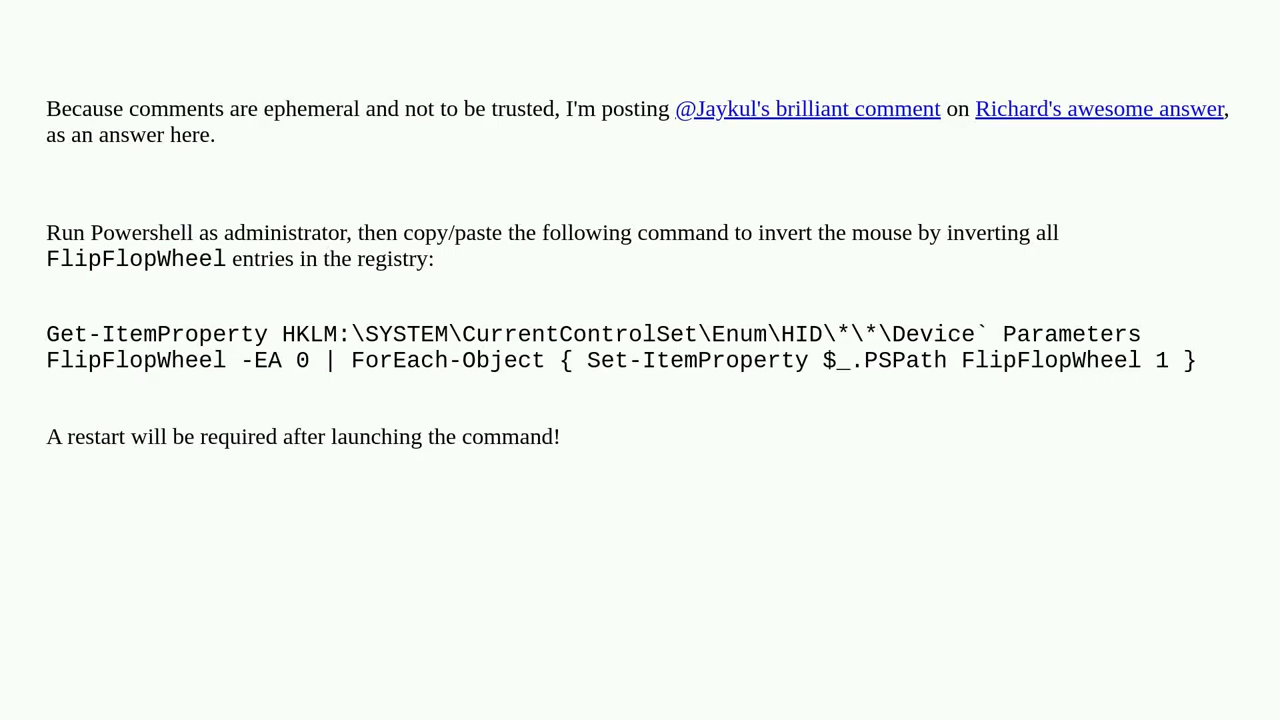 Because comments are ephemeral and not to be trusted, I'm posting @Jaykul's brilliant comment on Richard's awesome answer,
as an answer here.
Run Powershell as administrator, then copy/paste the following command to invert the mouse by inverting all
FlipFlopWheel entries in the registry:
Get-ItemProperty HKLM:\SYSTEM\CurrentControlSet\Enum\HID\*\*\Device` Parameters
FlipFlopWheel -EA 0 | ForEach-Object { Set-ItemProperty $_.PSPath FlipFlopWheel 1 }
A restart will be required after launching the command!